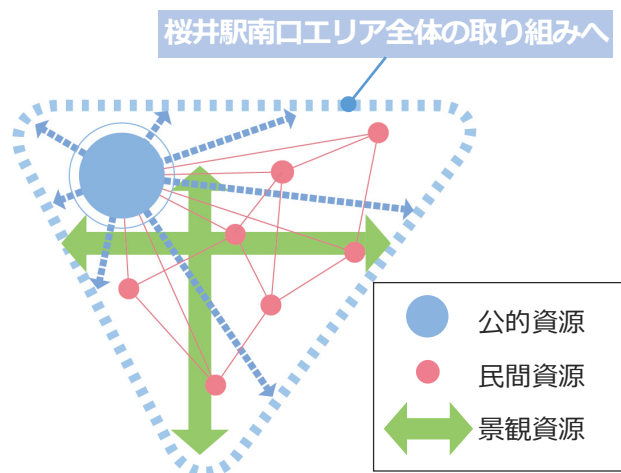 桜井駅南口エリア全体の取り組みへ
公的資源
民間資源
景観資源